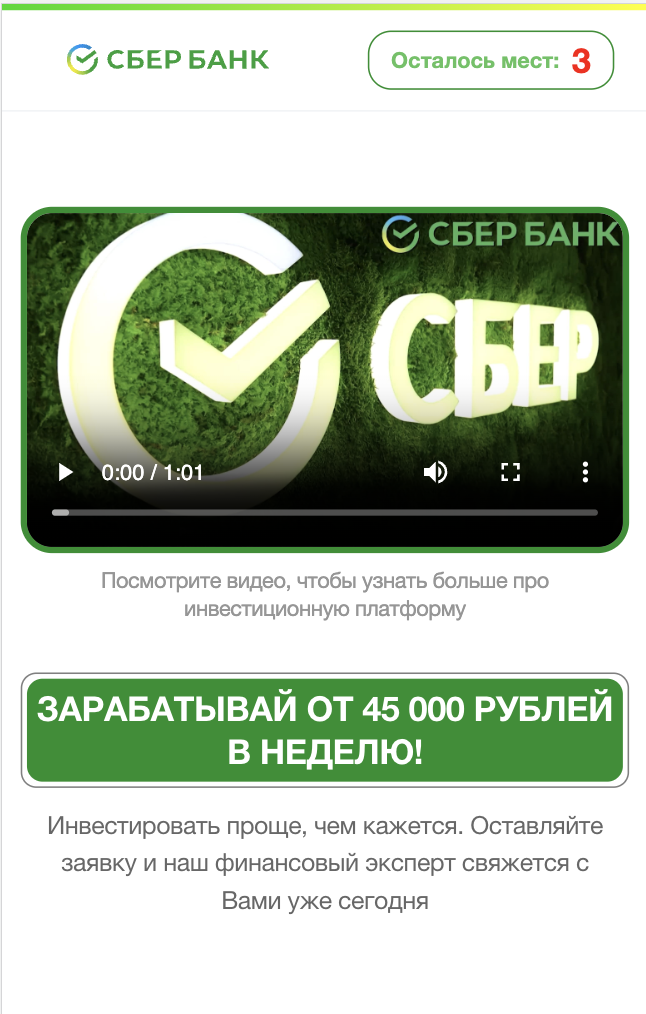 СБЕР БАНК
Осталось мест: 3
СБЕР БАНК
СБЕР
0:00 / 1:01
Посмотрите видео, чтобы узнать больше про
инвестиционную платформу
ЗАРАБАТЫВАЙ ОТ 45 000 РУБЛЕЙ
В НЕДЕЛЮ!
Инвестировать проще, чем кажется. Оставляйте
заявку и наш финансовый эксперт свяжется с
Вами уже сегодня